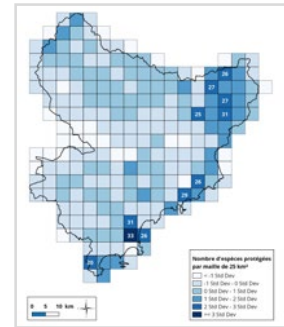 26
27
27
25
31
26
28
31
33
26
29
Nombre d'espèces protégées
par maille de 25 km²
< -1 Std Dev
-1 Std Dev - 0 Std Dev
0 Std Dev - 1 Std Dev
1 Std Dev - 2 Std Dev
2 Std Dev - 3 Std Dev
>= 3 Std Dev
0 5 10 km